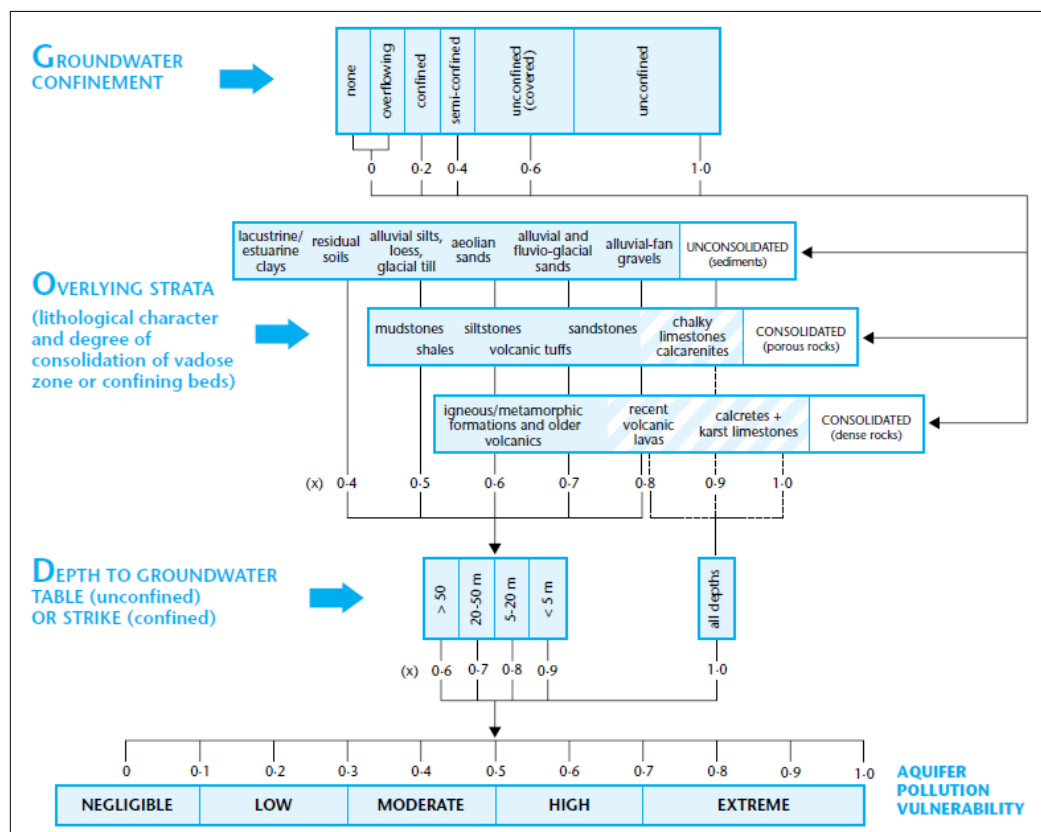 GROUNDWATER
CONFINEMENT
none
overflowing
confined
semi-confined
unconfined
(covered)
unconfined
0
0·2
0·4
0·6
1·0
OVERLYING STRATA
(lithological character
and degree of
consolidation of vadose
zone or confining beds)
lacustrine/
estuarine
clays
residual
soils
alluvial silts,
loess,
glacial till
aeolian
sands
alluvial and
fluvio-glacial
sands
alluvial-fan
gravels
UNCONSOLIDATED
(sediments)
mudstones
siltstones
sandstones
shales
volcanic tuffs
chalky
limestones
calcarenites
CONSOLIDATED
(porous rocks)
igneous/metamorphic
formations and older
volcanics
recent
volcanic
lavas
calcretes +
karst limestones
CONSOLIDATED
(dense rocks)
(x) 0·4 0·5 0·6 0·7 0·8 0·9 1·0
DEPTH TO GROUNDWATER
TABLE (unconfined)
OR STRIKE (confined)
> 50
20-50 m
5-20 m
< 5 m
all depths
(x) 0·6 0·7 0·8 0·9 1·0
0 0·1 0·2 0·3 0·4 0·5 0·6 0·7 0·8 0·9 1·0
NEGLIGIBLE LOW MODERATE HIGH EXTREME
AQUIFER
POLLUTION
VULNERABILITY